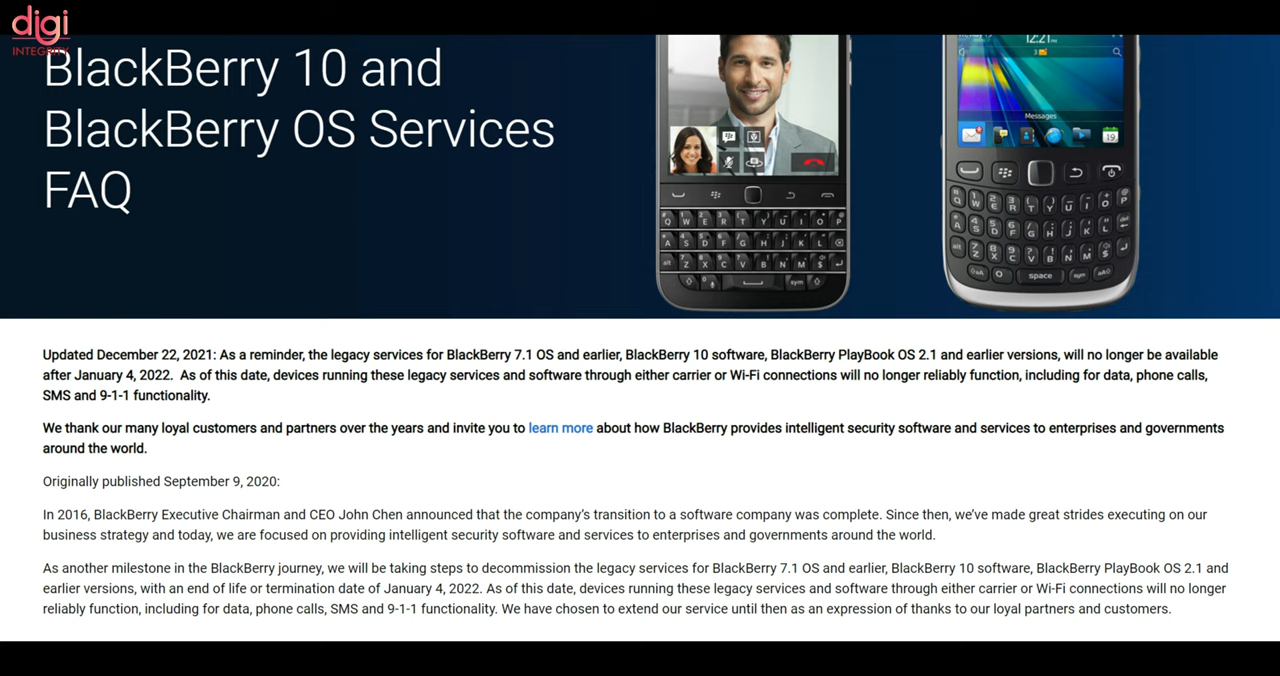 digi
INTEGRITY
BlackBerry 10 and
BlackBerry OS Services
FAQ
12:21
Messages
19
space
sym
Updated December 22, 2021: As a reminder, the legacy services for BlackBerry 7.1 OS and earlier, BlackBerry 10 software, BlackBerry PlayBook OS 2.1 and earlier versions, will no longer be available
after January 4, 2022. As of this date, devices running these legacy services and software through either carrier or Wi-Fi connections will no longer reliably function, including for data, phone calls,
SMS and 9-1-1 functionality.
We thank our many loyal customers and partners over the years and invite you to learn more about how BlackBerry provides intelligent security software and services to enterprises and governments
around the world.
Originally published September 9, 2020:
In 2016, BlackBerry Executive Chairman and CEO John Chen announced that the company's transition to a software company was complete. Since then, we've made great strides executing on our
business strategy and today, we are focused on providing intelligent security software and services to enterprises and governments around the world.
As another milestone in the BlackBerry journey, we will be taking steps to decommission the legacy services for BlackBerry 7.1 OS and earlier, BlackBerry 10 software, BlackBerry PlayBook OS 2.1 and
earlier versions, with an end of life or termination date of January 4, 2022. As of this date, devices running these legacy services and software through either carrier or Wi-Fi connections will no longer
reliably function, including for data, phone calls, SMS and 9-1-1 functionality. We have chosen to extend our service until then as an expression of thanks to our loyal partners and customers.